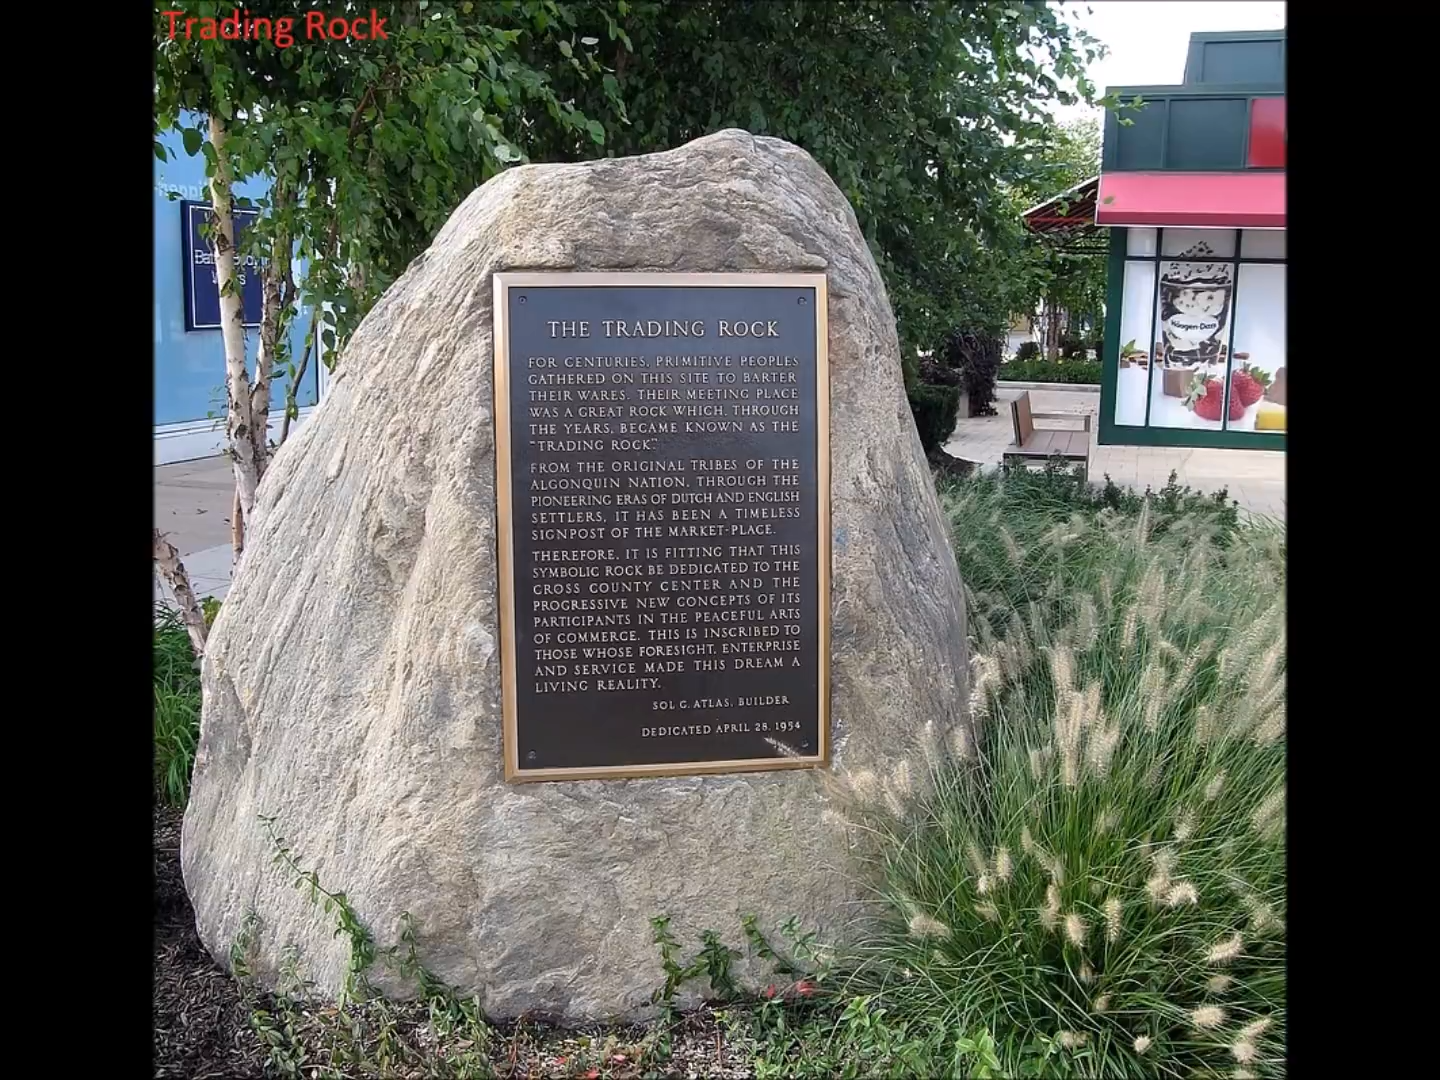 Trading Rock
THE TRADING ROCK
FOR CENTURIES, PRIMITIVE PEOPLES
GATHERED ON THIS SITE TO BARTER
THEIR WARES. THEIR MEETING PLACE
WAS A GREAT ROCK WHICH, THROUGH
THE YEARS, BECAME KNOWN AS THE
"TRADING ROCK".
FROM THE ORIGINAL TRIBES OF THE
ALGONQUIN NATION, THROUGH THE
PIONEERING ERAS OF DUTCH AND ENGLISH
SETTLERS, IT HAS BEEN A TIMELESS
SIGNPOST OF THE MARKET-PLACE.
THEREFORE, IT IS FITTING THAT THIS
SYMBOLIC ROCK BE DEDICATED TO THE
CROSS COUNTY CENTER AND THE
PROGRESSIVE NEW CONCEPTS OF ITS
PARTICIPANTS IN THE PEACEFUL ARTS
OF COMMERCE. THIS IS INSCRIBED TO
THOSE WHOSE FORESIGHT, ENTERPRISE
AND SERVICE MADE THIS DREAM A
LIVING REALITY.
SOL G. ATLAS, BUILDER
DEDICATED APRIL 28, 1954
Häagen-Dazs